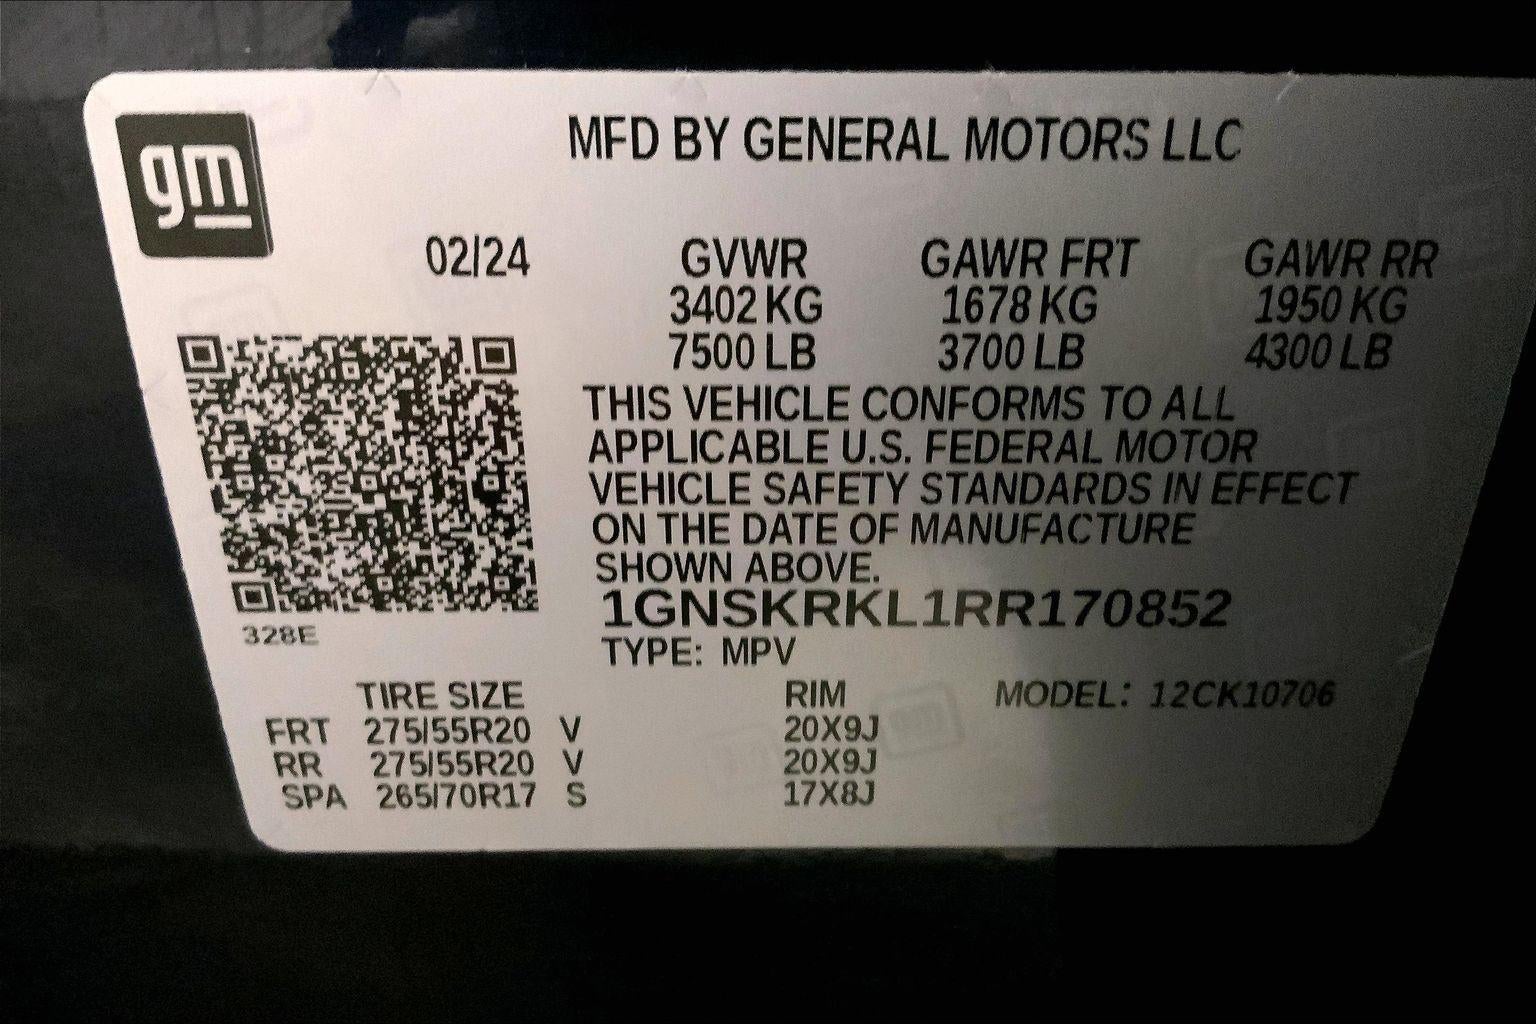 gm
MFD BY GENERAL MOTORS LLC
02/24 GVWR GAWR FRT GAWR RR
3402 KG 1678 KG 1950 KG
7500 LB 3700 LB 4300 LB
THIS VEHICLE CONFORMS TO ALL
APPLICABLE U.S. FEDERAL MOTOR
VEHICLE SAFETY STANDARDS IN EFFECT
ON THE DATE OF MANUFACTURE
SHOWN ABOVE.
1GNSKRKL1RR170852
328E
TYPE: MPV
TIRE SIZE RIM MODEL: 12CK10706
FRT 275/55R20 V 20X9J
RR 275/55R20 V 20X9J
SPA 265/70R17 S 17X8J